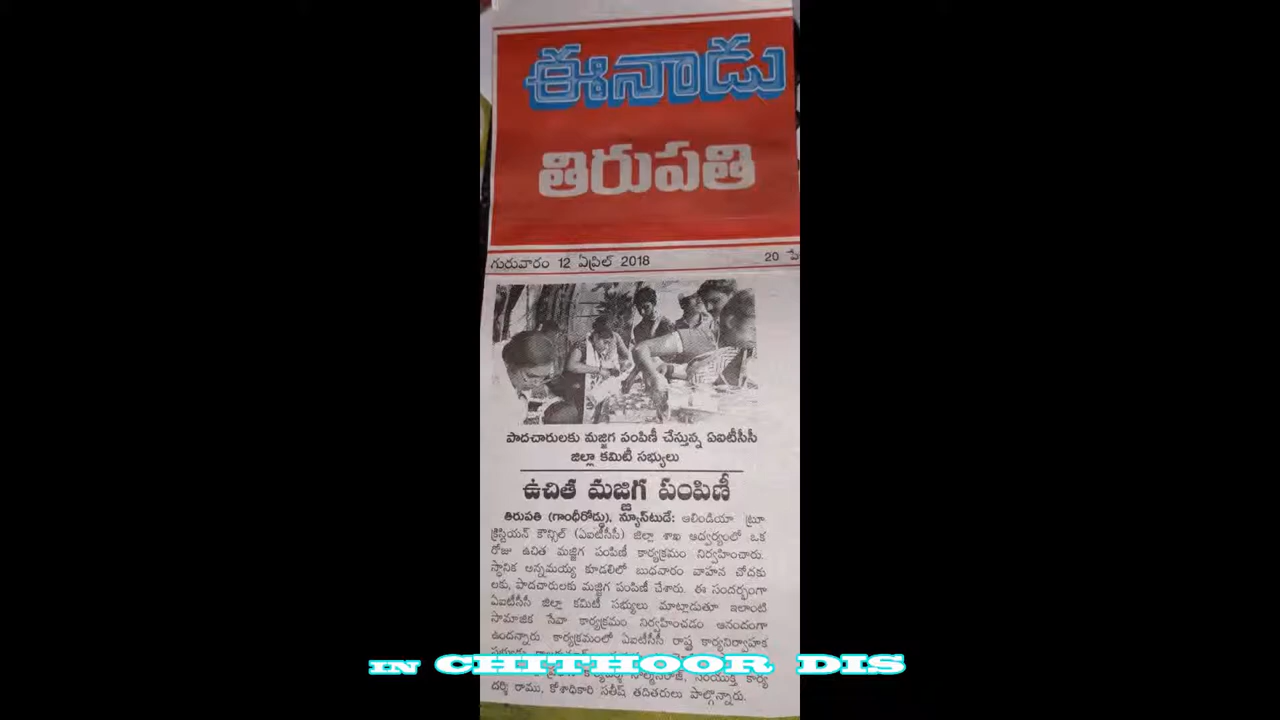 ఈనాడు
తిరుపతి
గురువారం 12 ఏప్రిల్ 2018 20 పే
పాదచారులకు మజ్జిగ పంపిణీ చేస్తున్న ఏఐటీసీసీ
జిల్లా కమిటీ సభ్యులు
ఉచిత మజ్జిగ పంపిణీ
తిరుపతి (గాంధీరోడ్డు), న్యూస్‌టుడే: ఆలిండియా ట్రూ
క్రిస్టియన్ కౌన్సిల్ (ఏఐటీసీసీ) జిల్లా శాఖ ఆధ్వర్యంలో ఒక
రోజు ఉచిత మజ్జిగ పంపిణీ కార్యక్రమం నిర్వహించారు.
స్థానిక అన్నమయ్య కూడలిలో బుధవారం వాహన చోదకు
లకు, పాదచారులకు మజ్జిగ పంపిణీ చేశారు. ఈ సందర్భంగా
ఏఐటీసీసీ జిల్లా కమిటీ సభ్యులు మాట్లాడుతూ ఇలాంటి
సామాజిక సేవా కార్యక్రమం నిర్వహించడం ఆనందంగా
ఉందన్నారు. కార్యక్రమంలో ఏఐటీసీసీ రాష్ట్ర కార్యనిర్వాహక
IN CHITHOOR DIS
సంయుక్త కార్య
దర్శి రాము, కోశాధికారి సతీష్ తదితరులు పాల్గొన్నారు.